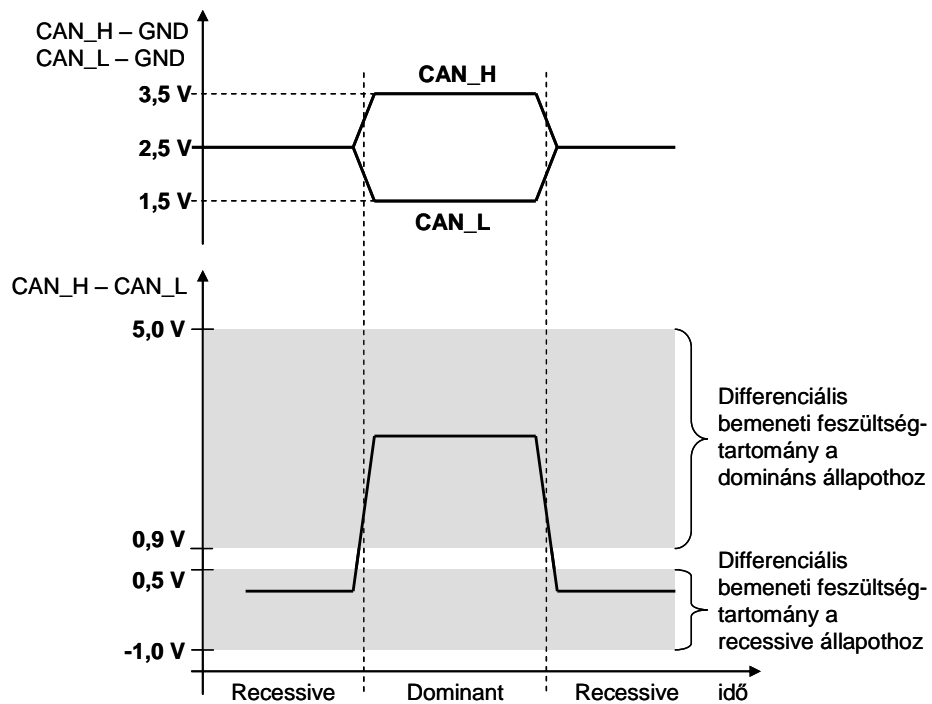 CAN_H – GND
CAN_L – GND
CAN_H
3,5 V
2,5 V
1,5 V
CAN_L
CAN_H – CAN_L
5,0 V
Differenciális
bemeneti feszültség-
tartomány a
domináns állapothoz
0,9 V
0,5 V
Differenciális
bemeneti feszültség-
tartomány a
recessive állapothoz
-1,0 V
Recessive Dominant Recessive idő